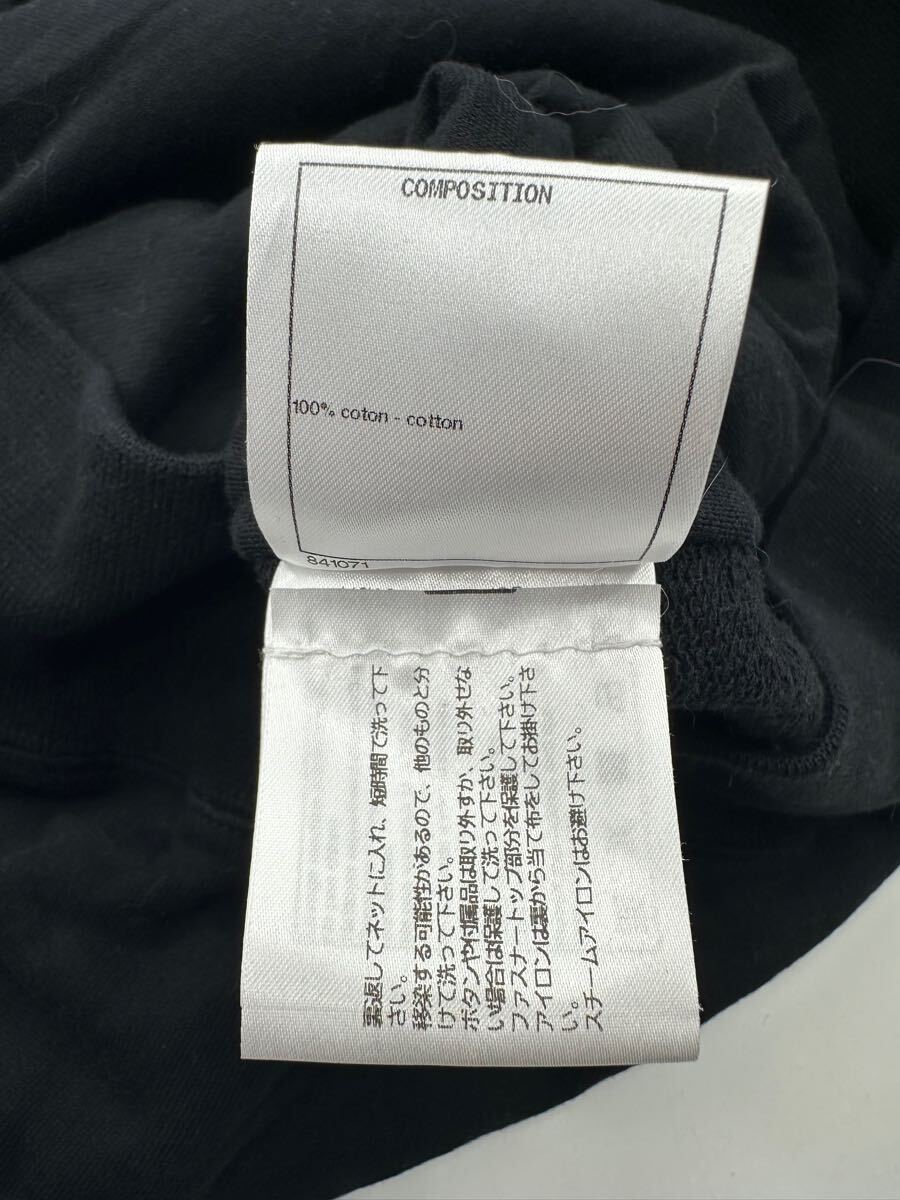 COMPOSITION
100% coton - cotton
841071
裏返してネットに入れ、短時間で洗って下
さい。
移染する可能性があるので、他のものと分
けて洗って下さい。
ボタンや付属品は取り外すか、取り外せな
い場合は保護して洗って下さい。
ファスナートップ部分を保護して下さい。
アイロンは裏から当て布をしてお掛け下さ
い。
スチームアイロンはお避け下さい。